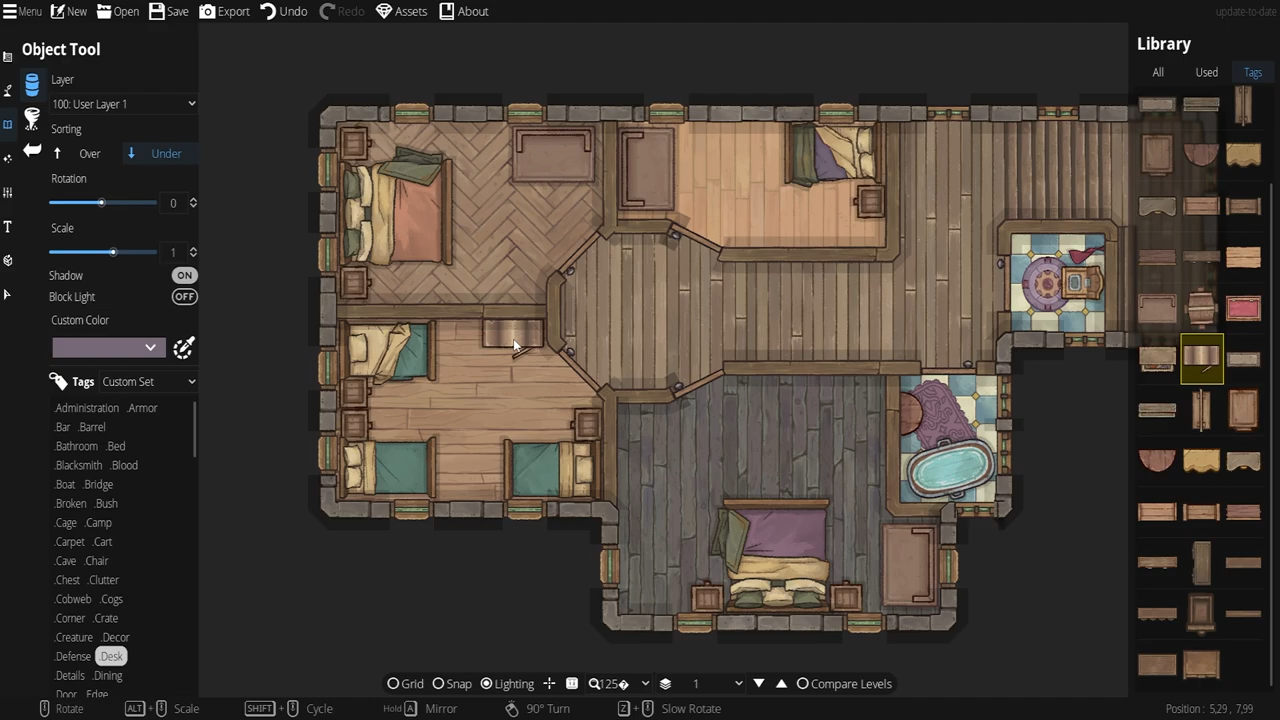 Menu New Open Save Export Undo Redo Assets About update-to-date
Object Tool
Layer
100: User Layer 1
Sorting
Over Under
Rotation
0
Scale
1
Shadow ON
Block Light OFF
Custom Color
Tags Custom Set
.Administration .Armor
.Bar .Barrel
.Bathroom .Bed
.Blacksmith .Blood
.Boat .Bridge
.Broken .Bush
.Cage .Camp
.Carpet .Cart
.Cave .Chair
.Chest .Clutter
.Cobweb .Cogs
.Corner .Crate
.Creature .Decor
.Defense .Desk
.Details .Dining
.Door .Edge
Library
All Used Tags
Grid Snap Lighting 125� 1 Compare Levels
Rotate ALT + Scale SHIFT + Cycle Hold A Mirror 90° Turn Z + Slow Rotate Position : 5,29 , 7,99